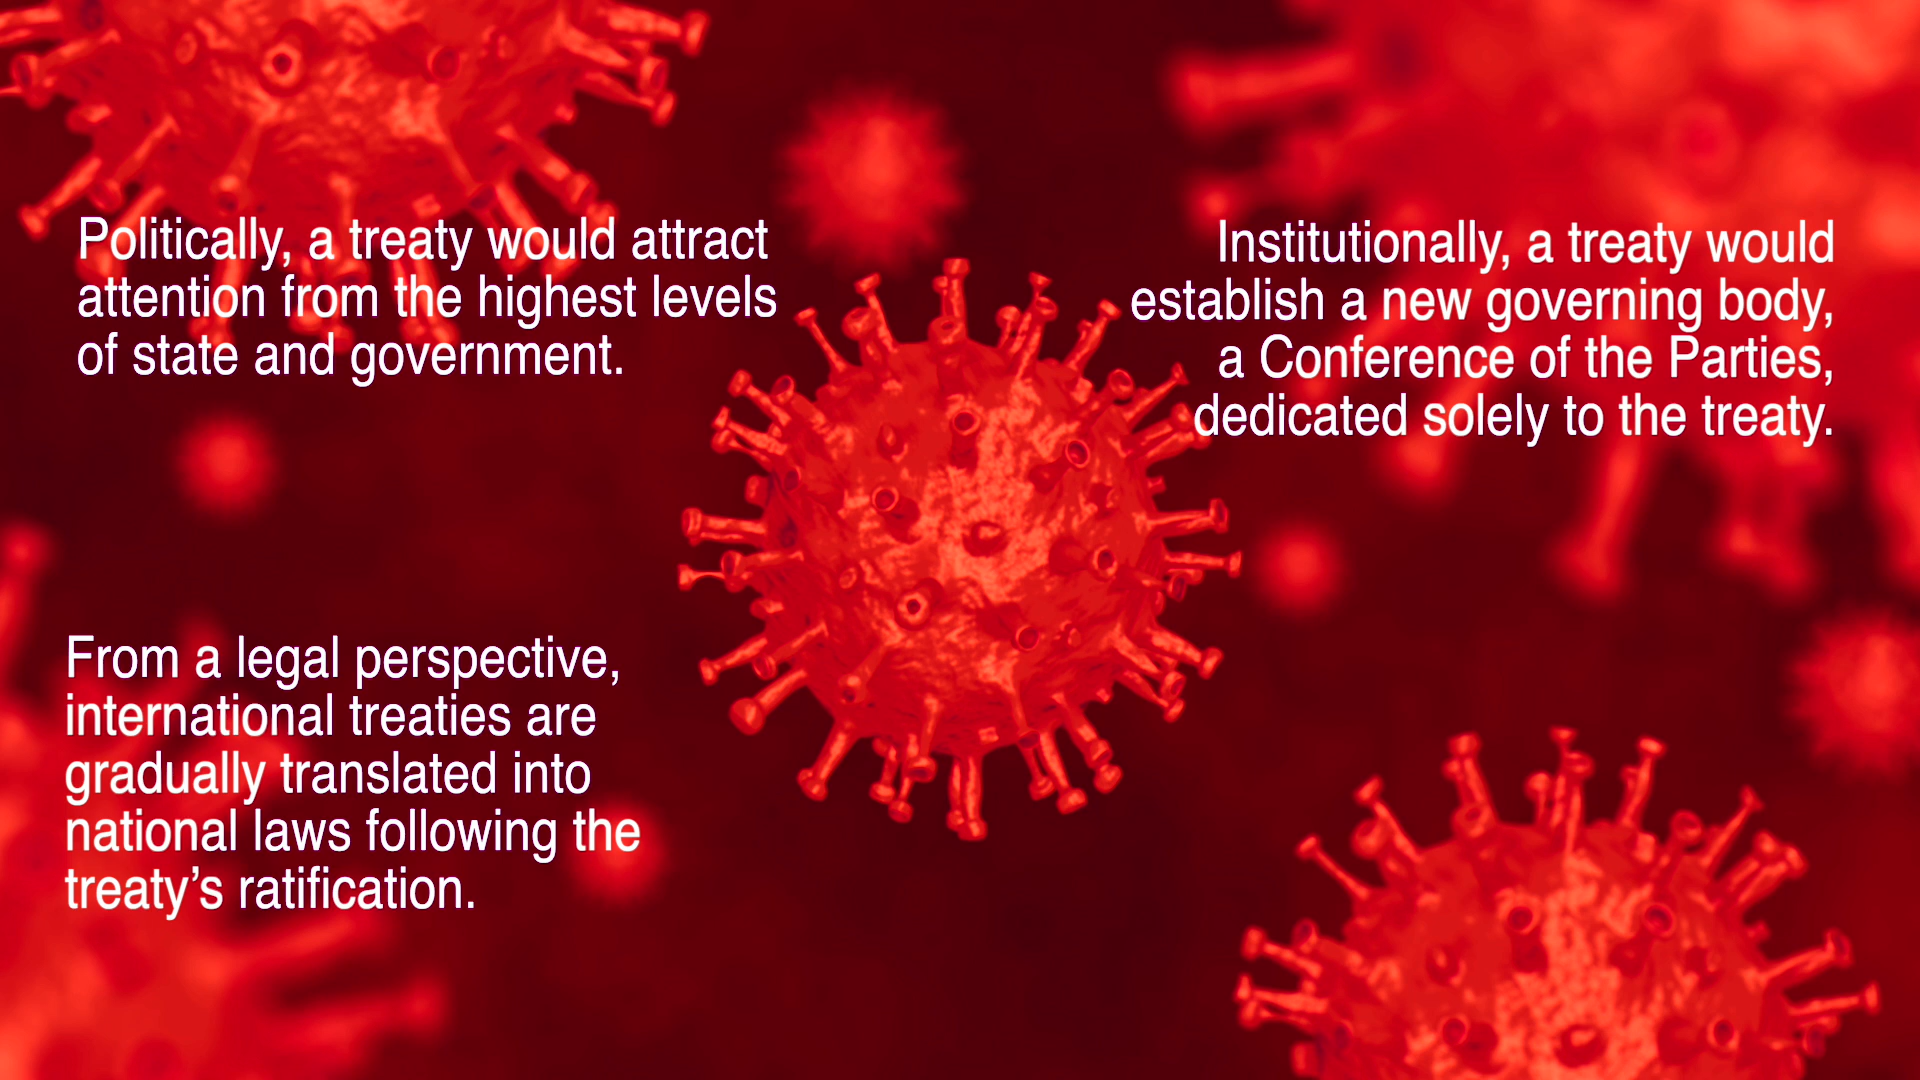 Politically, a treaty would attract
attention from the highest levels
of state and government.
Institutionally, a treaty would
establish a new governing body,
a Conference of the Parties,
dedicated solely to the treaty.
From a legal perspective,
international treaties are
gradually translated into
national laws following the
treaty’s ratification.